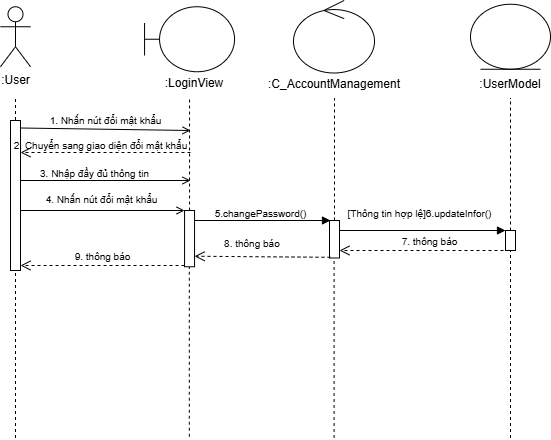 :User
:LoginView
:C_AccountManagement
:UserModel
1. Nhấn nút đổi mật khẩu
2. Chuyển sang giao diện đổi mật khẩu
3. Nhập đầy đủ thông tin
4. Nhấn nút đổi mật khẩu
5.changePassword()
[Thông tin hợp lệ]6.updateInfor()
7. thông báo
8. thông báo
9. thông báo